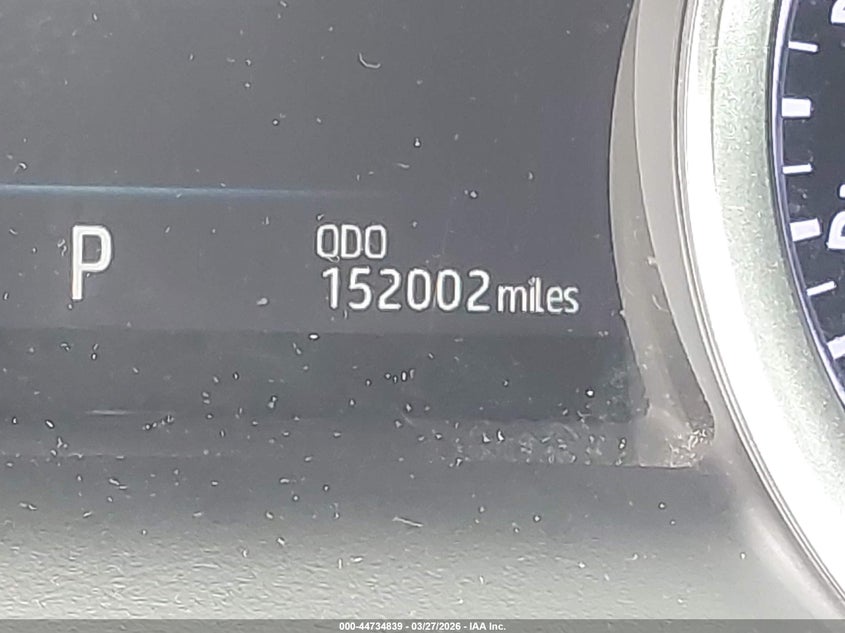 P
ODO
152002 miles
000-44734839 - 03/27/2026 - IAA Inc.